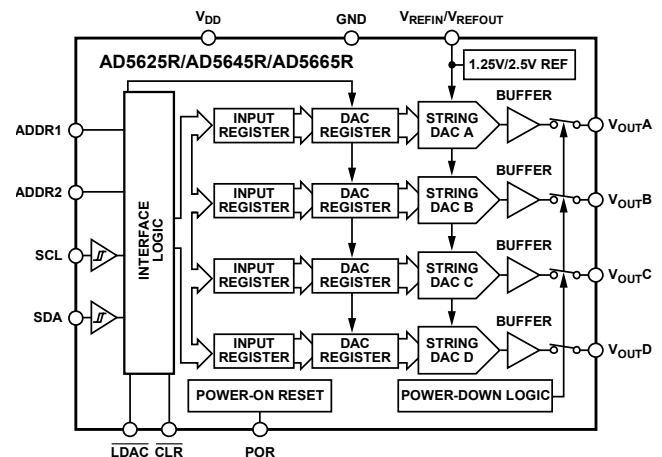 VDD
GND
VREFIN/VREFOUT
AD5625R/AD5645R/AD5665R
1.25V/2.5V REF
ADDR1
ADDR2
SCL
SDA
INTERFACE
LOGIC
INPUT
REGISTER
DAC
REGISTER
STRING
DAC A
BUFFER
VOUTA
INPUT
REGISTER
DAC
REGISTER
STRING
DAC B
BUFFER
VOUTB
INPUT
REGISTER
DAC
REGISTER
STRING
DAC C
BUFFER
VOUTC
INPUT
REGISTER
DAC
REGISTER
STRING
DAC D
BUFFER
VOUTD
POWER-ON RESET
POWER-DOWN LOGIC
LDAC
CLR
POR